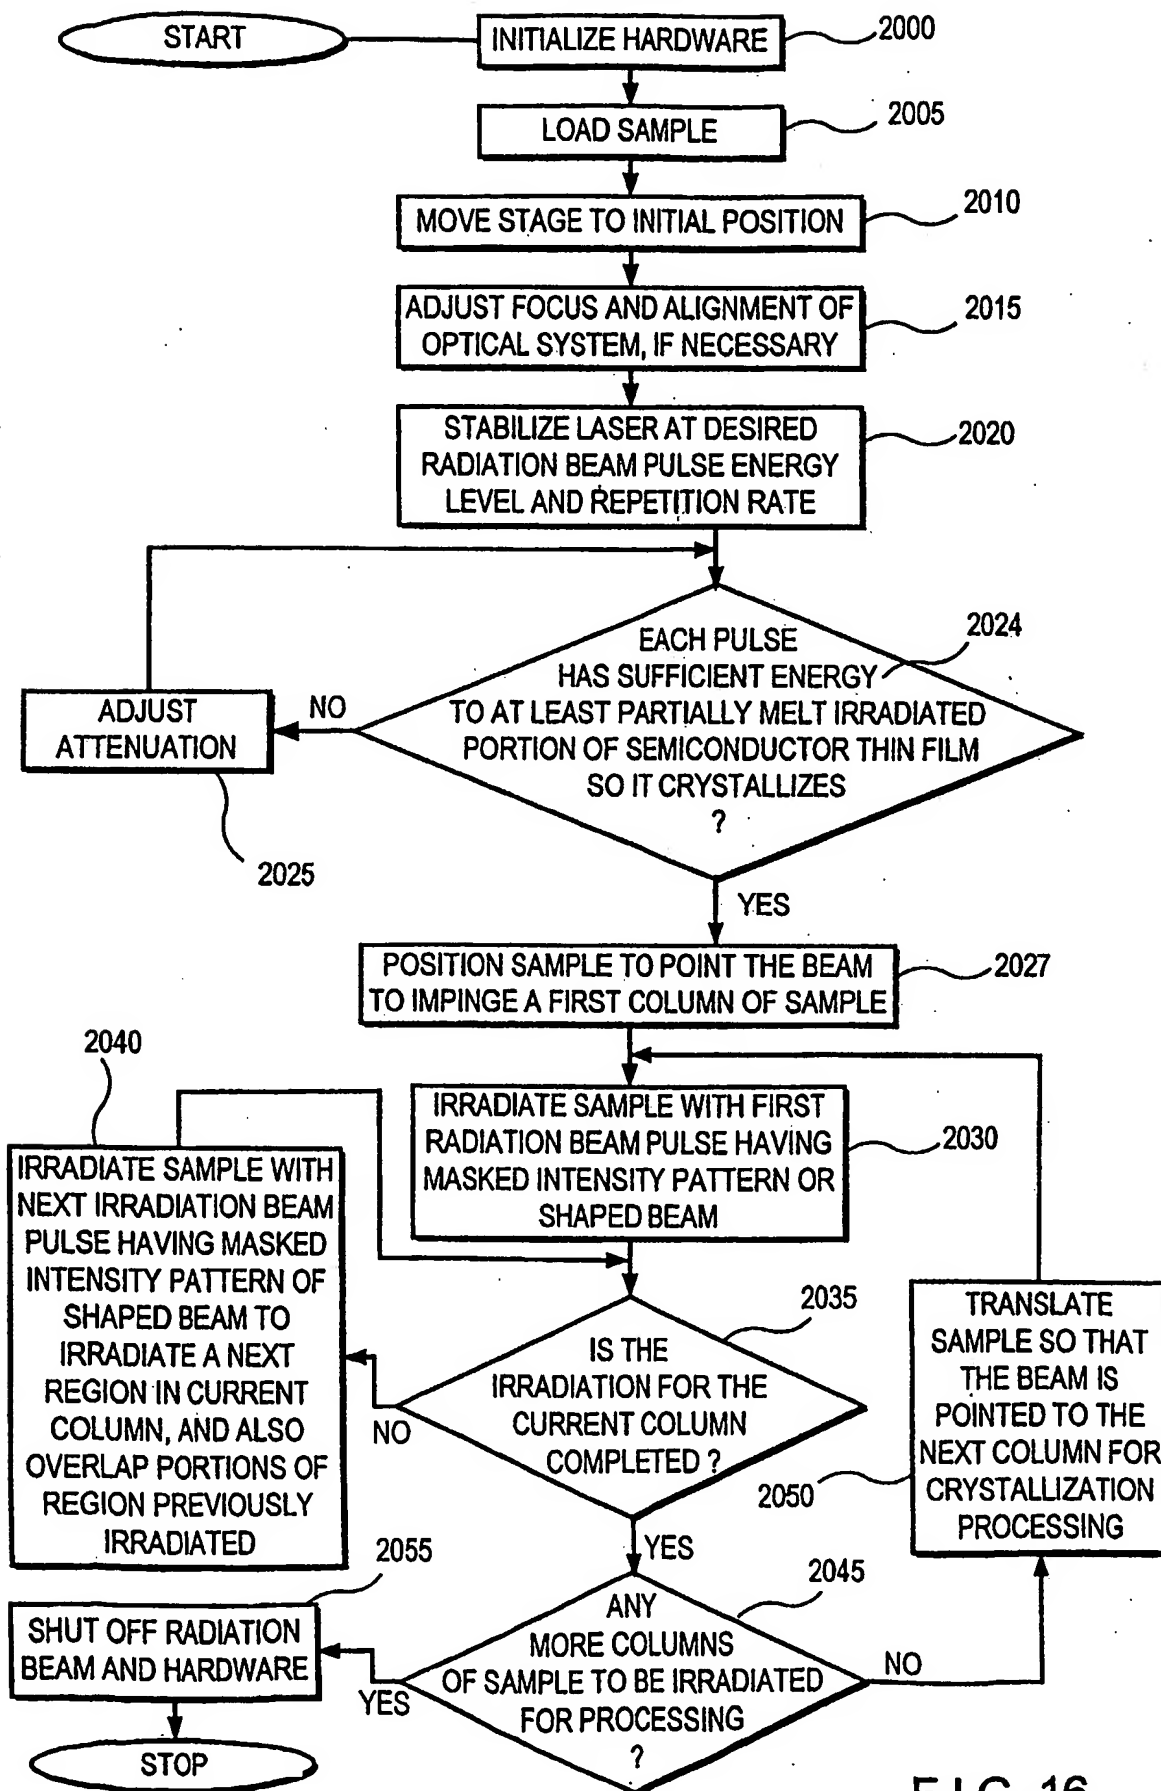 START
INITIALIZE HARDWARE
2000
LOAD SAMPLE
2005
MOVE STAGE TO INITIAL POSITION
2010
ADJUST FOCUS AND ALIGNMENT OF
OPTICAL SYSTEM, IF NECESSARY
2015
STABILIZE LASER AT DESIRED
RADIATION BEAM PULSE ENERGY
LEVEL AND REPETITION RATE
2020
EACH PULSE
HAS SUFFICIENT ENERGY
TO AT LEAST PARTIALLY MELT IRRADIATED
PORTION OF SEMICONDUCTOR THIN FILM
SO IT CRYSTALLIZES
?
2024
NO
ADJUST
ATTENUATION
2025
YES
POSITION SAMPLE TO POINT THE BEAM
TO IMPINGE A FIRST COLUMN OF SAMPLE
2027
2040
IRRADIATE SAMPLE WITH FIRST
RADIATION BEAM PULSE HAVING
MASKED INTENSITY PATTERN OR
SHAPED BEAM
2030
IRRADIATE SAMPLE WITH
NEXT IRRADIATION BEAM
PULSE HAVING MASKED
INTENSITY PATTERN OF
SHAPED BEAM TO
IRRADIATE A NEXT
REGION IN CURRENT
COLUMN, AND ALSO
OVERLAP PORTIONS OF
REGION PREVIOUSLY
IRRADIATED
IS THE
IRRADIATION FOR THE
CURRENT COLUMN
COMPLETED ?
2035
NO
TRANSLATE
SAMPLE SO THAT
THE BEAM IS
POINTED TO THE
NEXT COLUMN FOR
CRYSTALLIZATION
PROCESSING
2050
YES
2055
SHUT OFF RADIATION
BEAM AND HARDWARE
ANY
MORE COLUMNS
OF SAMPLE TO BE IRRADIATED
FOR PROCESSING
?
2045
NO
YES
STOP
FIG. 16